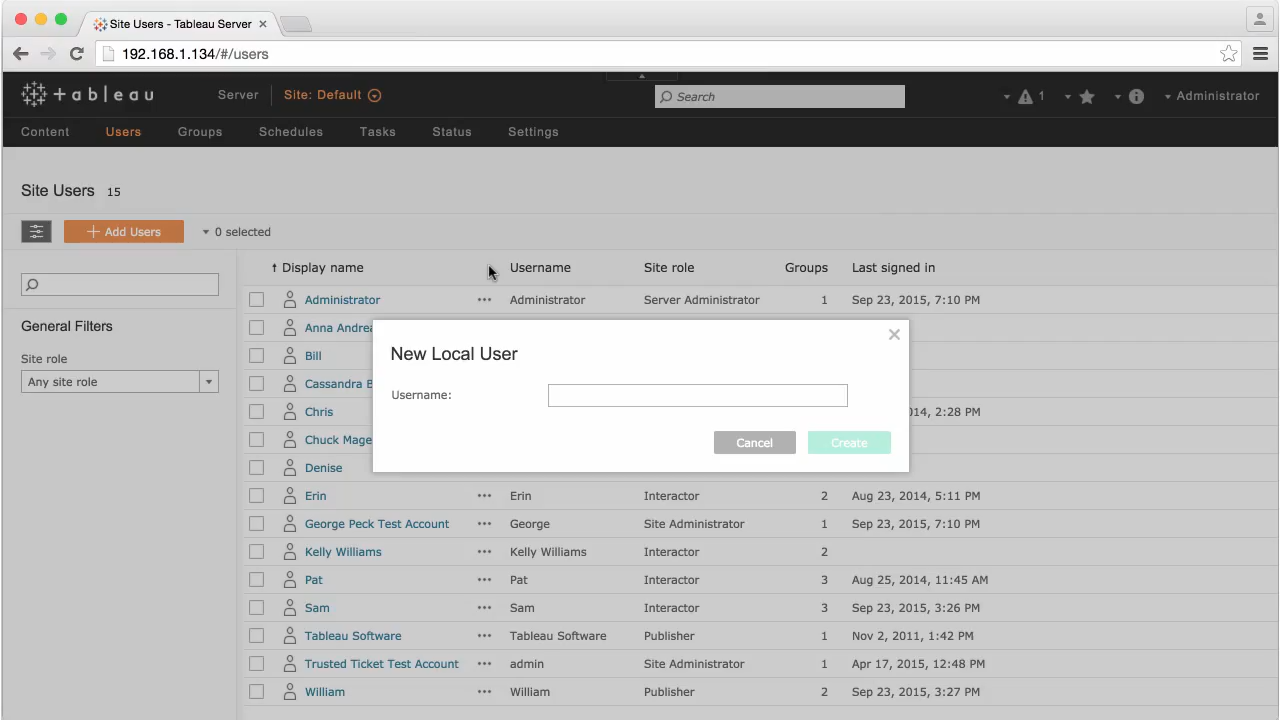 Site Users - Tableau Server
192.168.1.134/#/users
tableau Server Site: Default Search 1 Administrator
Content Users Groups Schedules Tasks Status Settings
Site Users 15
Add Users 0 selected
Display name Username Site role Groups Last signed in
General Filters
Site role
Any site role
Administrator ••• Administrator Server Administrator 1 Sep 23, 2015, 7:10 PM
Anna Andrea
Bill
Cassandra B
Chris 014, 2:28 PM
Chuck Mage
Denise
New Local User
Username:
Cancel Create
Erin ••• Erin Interactor 2 Aug 23, 2014, 5:11 PM
George Peck Test Account ••• George Site Administrator 1 Sep 23, 2015, 7:10 PM
Kelly Williams ••• Kelly Williams Interactor 2
Pat ••• Pat Interactor 3 Aug 25, 2014, 11:45 AM
Sam ••• Sam Interactor 3 Sep 23, 2015, 3:26 PM
Tableau Software ••• Tableau Software Publisher 1 Nov 2, 2011, 1:42 PM
Trusted Ticket Test Account ••• admin Site Administrator 1 Apr 17, 2015, 12:48 PM
William ••• William Publisher 2 Sep 23, 2015, 3:27 PM